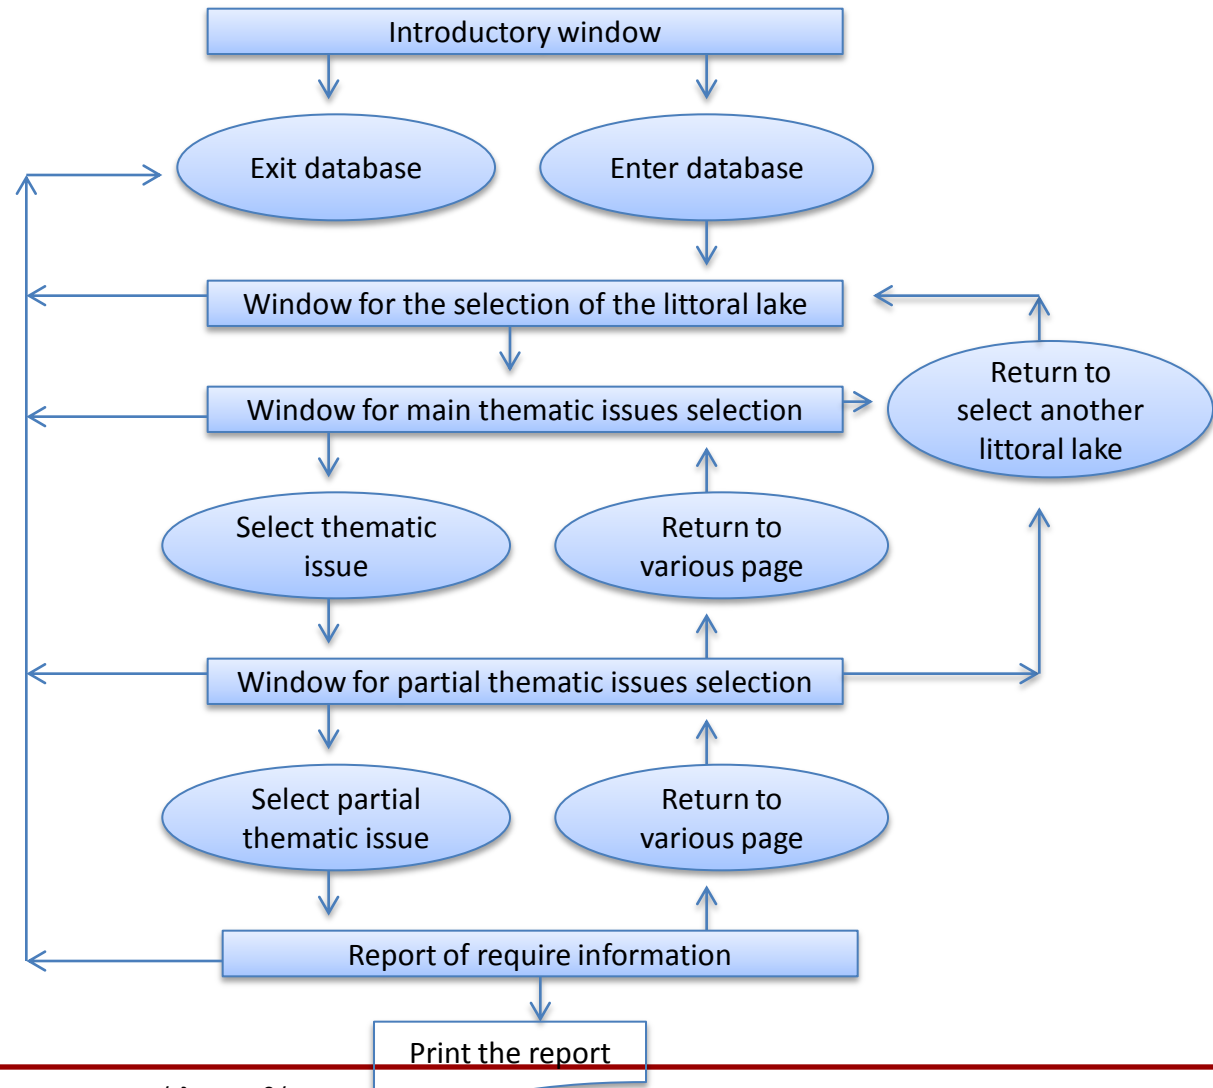 Introductory window
Exit database
Enter database
Window for the selection of the littoral lake
Window for main thematic issues selection
Return to
select another
littoral lake
Select thematic
issue
Return to
various page
Window for partial thematic issues selection
Select partial
thematic issue
Return to
various page
Report of require information
Print the report